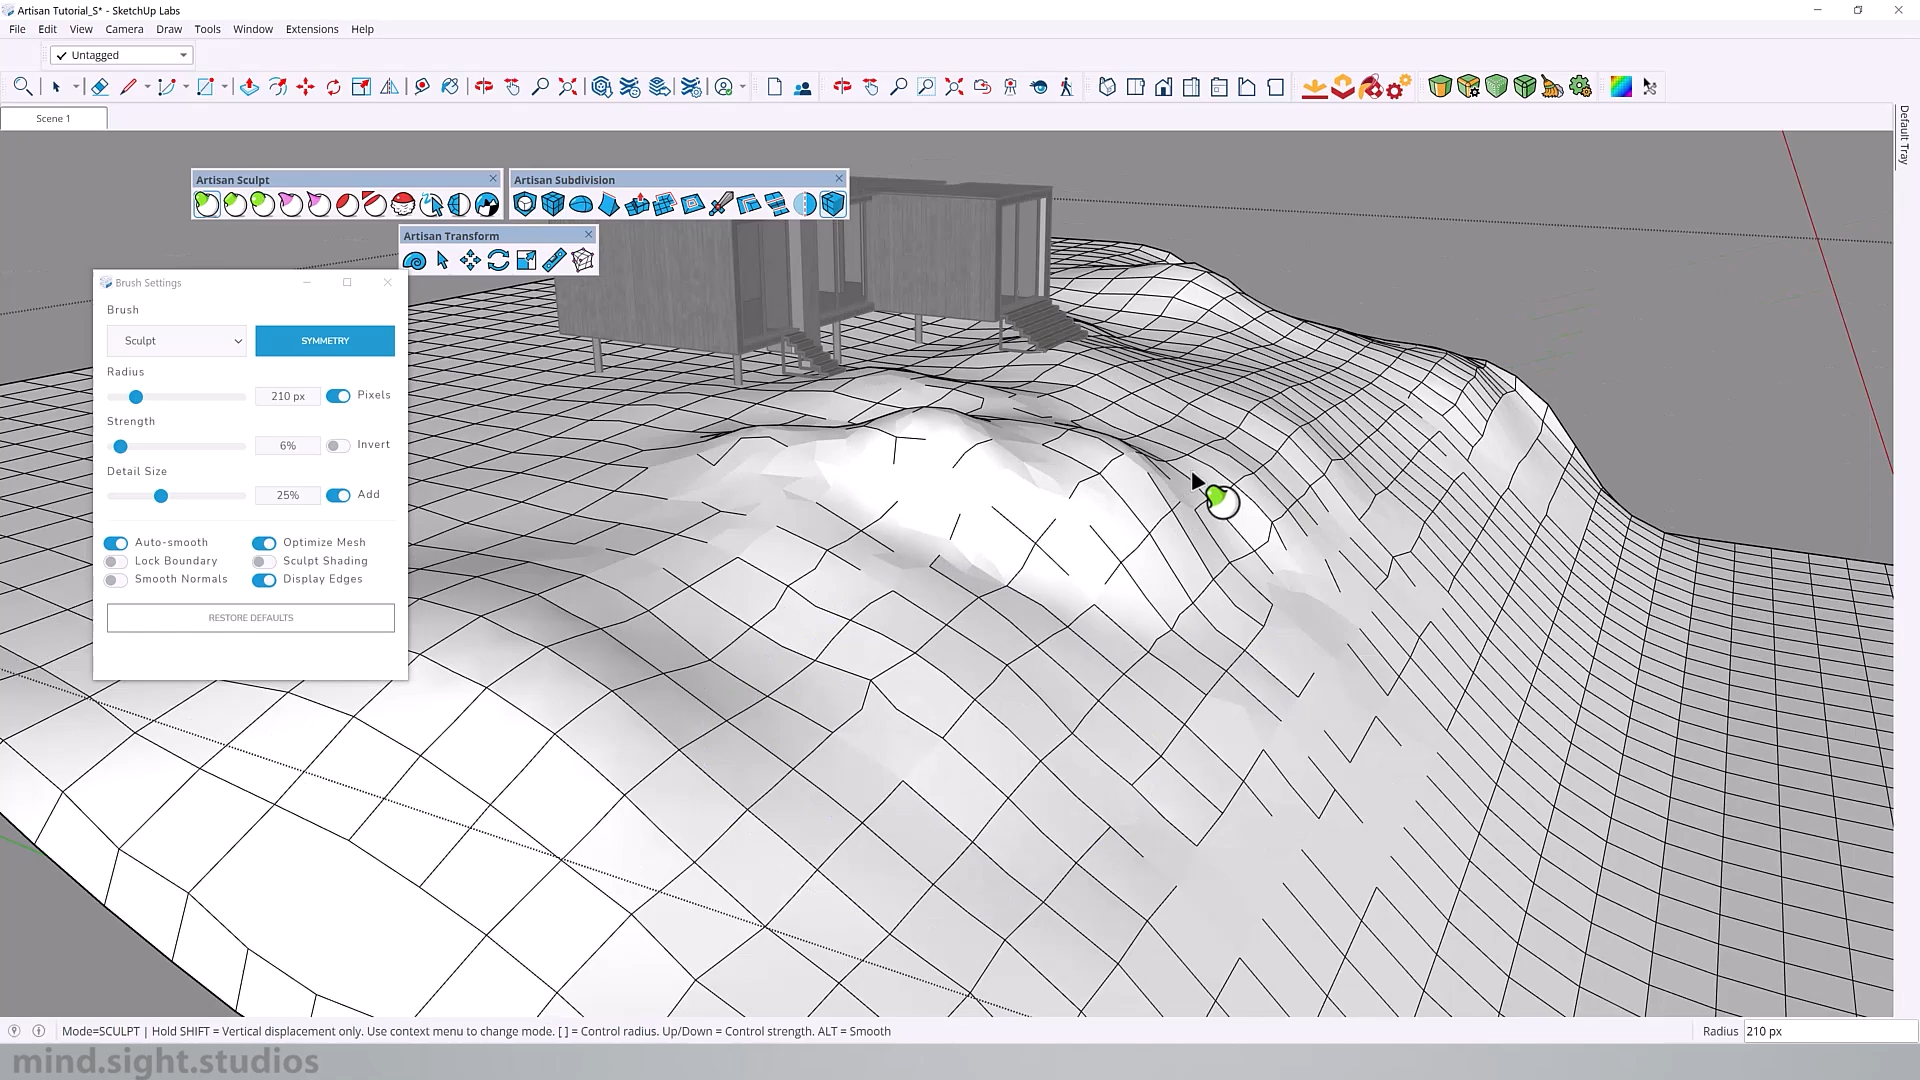 Artisan Tutorial_S* - SketchUp Labs
File Edit View Camera Draw Tools Window Extensions Help
Untagged
Scene 1
Default Tray
Artisan Sculpt
Artisan Subdivision
Artisan Transform
Brush Settings
Brush
Sculpt
SYMMETRY
Radius
210 px Pixels
Strength
6% Invert
Detail Size
25% Add
Auto-smooth Optimize Mesh
Lock Boundary Sculpt Shading
Smooth Normals Display Edges
RESTORE DEFAULTS
Mode=SCULPT | Hold SHIFT = Vertical displacement only. Use context menu to change mode. [ ] = Control radius. Up/Down = Control strength. ALT = Smooth
Radius 210 px
mind.sight.studios